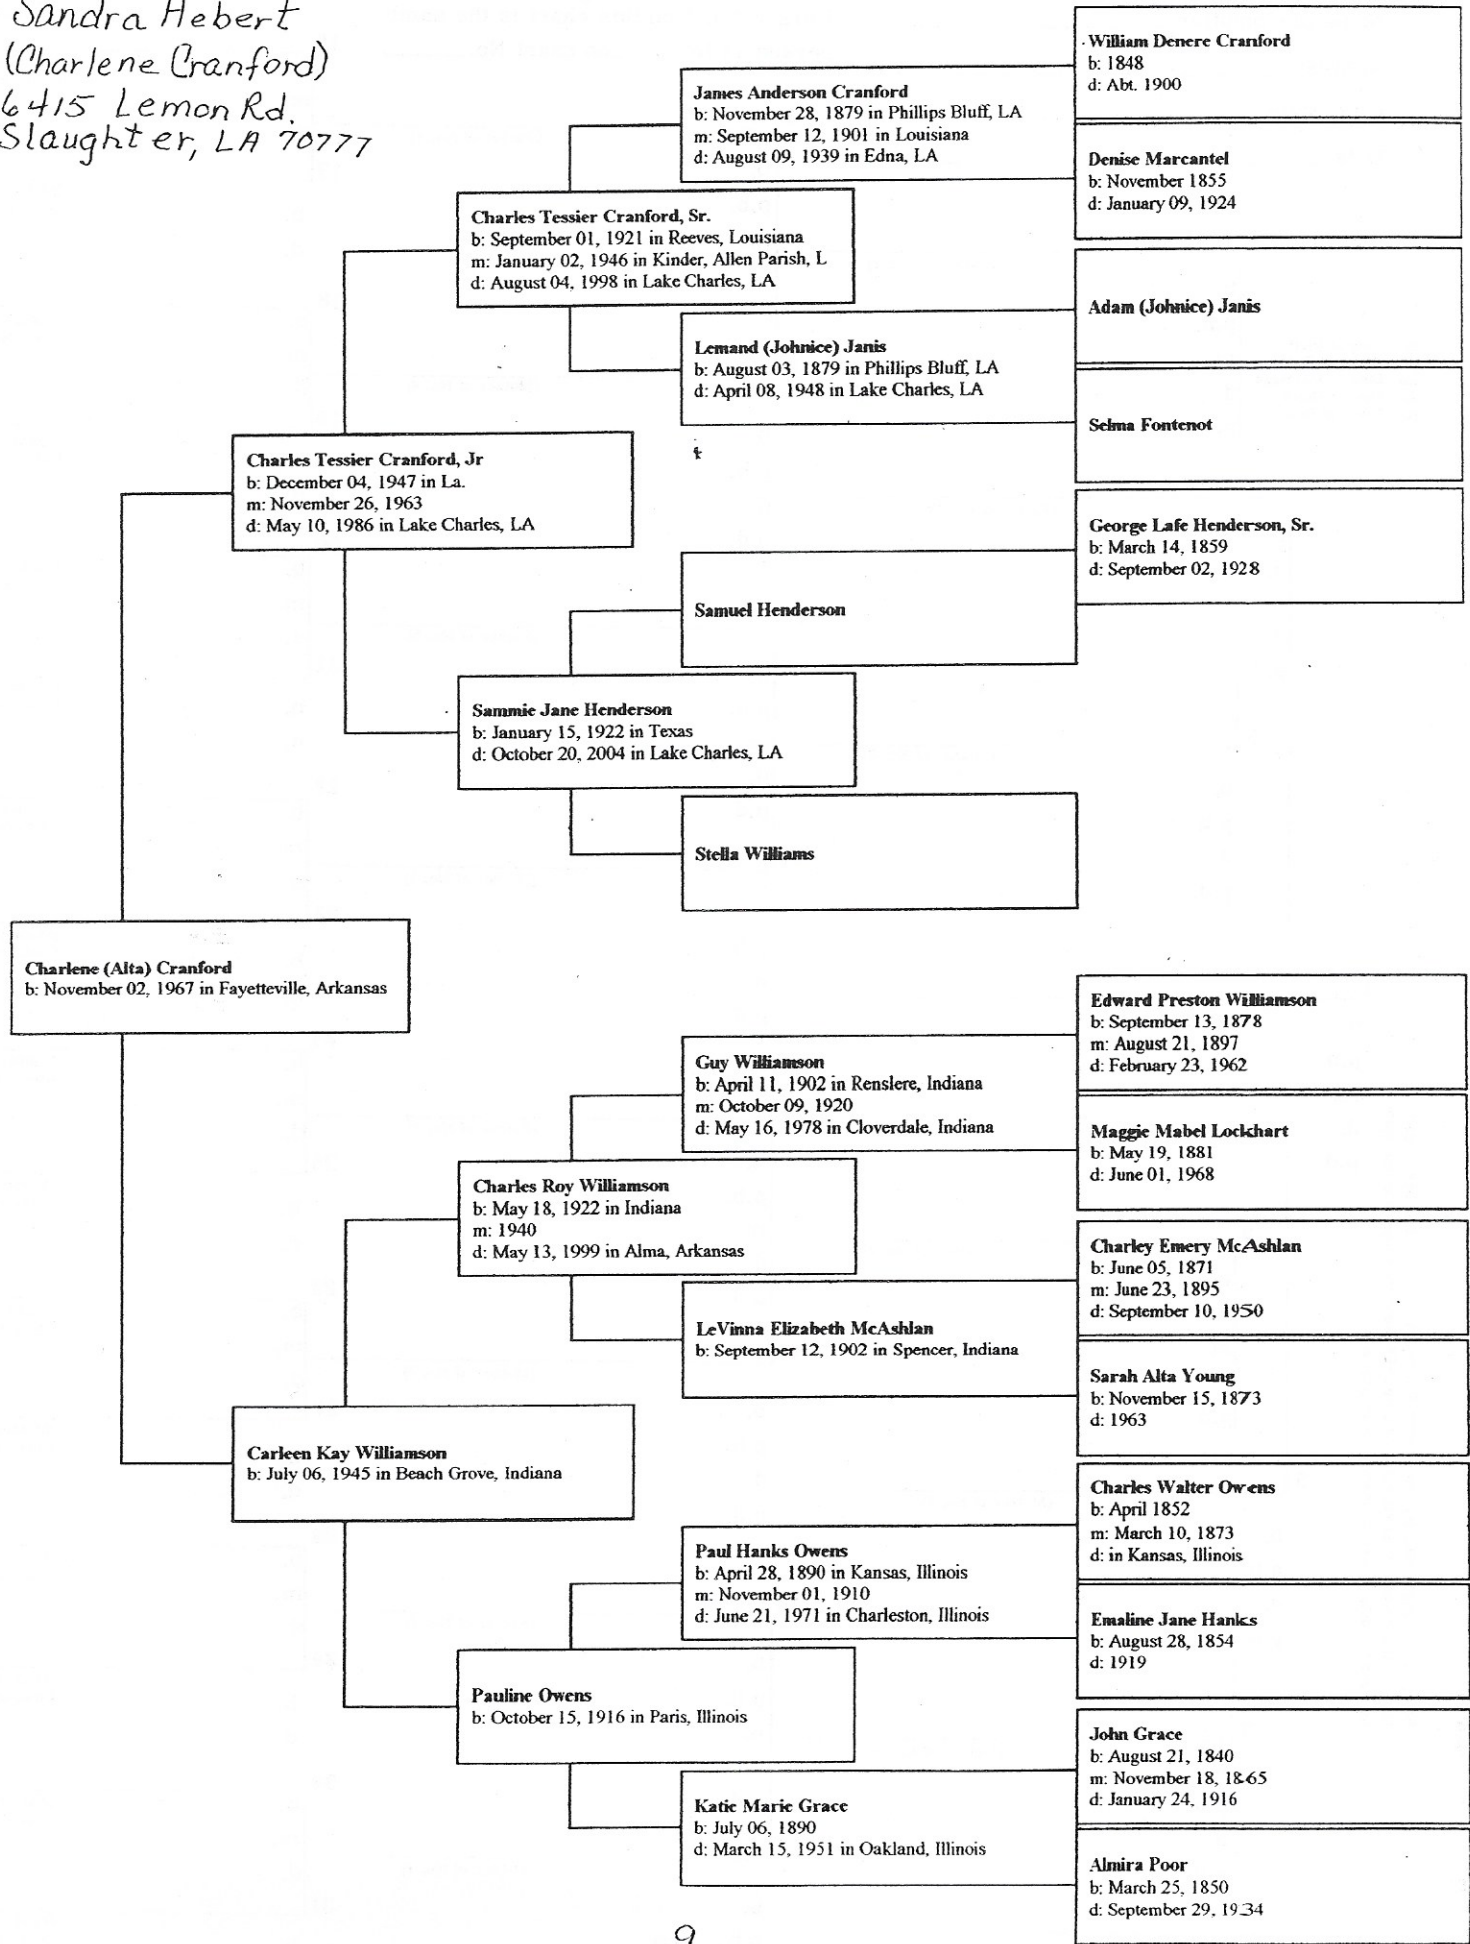 Sandra Hebert
(Charlene Cranford)
6415 Lemon Rd.
Slaughter, LA 70777
William Denere Cranford
b: 1848
d: Abt. 1900
James Anderson Cranford
b: November 28, 1879 in Phillips Bluff, LA
m: September 12, 1901 in Louisiana
d: August 09, 1939 in Edna, LA
Denise Marcantel
b: November 1855
d: January 09, 1924
Charles Tessier Cranford, Sr.
b: September 01, 1921 in Reeves, Louisiana
m: January 02, 1946 in Kinder, Allen Parish, L
d: August 04, 1998 in Lake Charles, LA
Adam (Johnice) Janis
Lemand (Johnice) Janis
b: August 03, 1879 in Phillips Bluff, LA
d: April 08, 1948 in Lake Charles, LA
Selma Fontenot
Charles Tessier Cranford, Jr
b: December 04, 1947 in La.
m: November 26, 1963
d: May 10, 1986 in Lake Charles, LA
George Lafe Henderson, Sr.
b: March 14, 1859
d: September 02, 1928
Samuel Henderson
Sammie Jane Henderson
b: January 15, 1922 in Texas
d: October 20, 2004 in Lake Charles, LA
Stella Williams
Charlene (Alta) Cranford
b: November 02, 1967 in Fayetteville, Arkansas
Edward Preston Williamson
b: September 13, 1878
m: August 21, 1897
d: February 23, 1962
Guy Williamson
b: April 11, 1902 in Renslere, Indiana
m: October 09, 1920
d: May 16, 1978 in Cloverdale, Indiana
Maggie Mabel Lockhart
b: May 19, 1881
d: June 01, 1968
Charles Roy Williamson
b: May 18, 1922 in Indiana
m: 1940
d: May 13, 1999 in Alma, Arkansas
Charley Emery McAshlan
b: June 05, 1871
m: June 23, 1895
d: September 10, 1950
LeVinna Elizabeth McAshlan
b: September 12, 1902 in Spencer, Indiana
Sarah Alta Young
b: November 15, 1873
d: 1963
Carleen Kay Williamson
b: July 06, 1945 in Beach Grove, Indiana
Charles Walter Owens
b: April 1852
m: March 10, 1873
d: in Kansas, Illinois
Paul Hanks Owens
b: April 28, 1890 in Kansas, Illinois
m: November 01, 1910
d: June 21, 1971 in Charleston, Illinois
Emaline Jane Hanks
b: August 28, 1854
d: 1919
Pauline Owens
b: October 15, 1916 in Paris, Illinois
John Grace
b: August 21, 1840
m: November 18, 1865
d: January 24, 1916
Katie Marie Grace
b: July 06, 1890
d: March 15, 1951 in Oakland, Illinois
Almira Poor
b: March 25, 1850
d: September 29, 1934
9